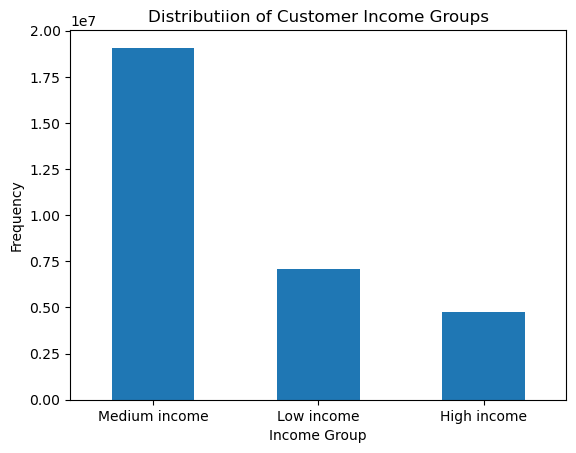 Distributiion of Customer Income Groups
1e7
2.00
1.75
1.50
1.25
1.00
0.75
0.50
0.25
0.00
Frequency
Medium income
Low income
High income
Income Group